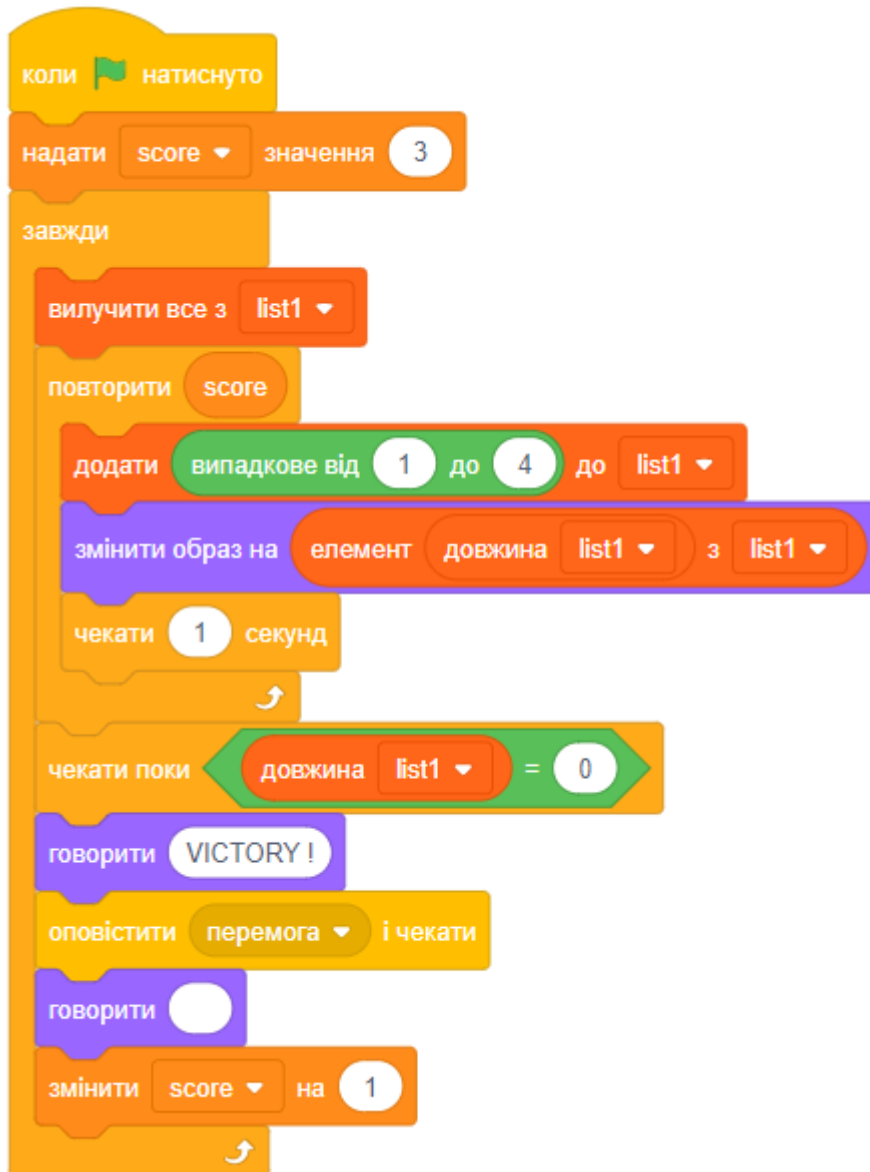 коли натиснуто
надати score значення 3
завжди
вилучити все з list1
повторити score
додати випадкове від 1 до 4 до list1
змінити образ на елемент довжина list1 з list1
чекати 1 секунд
чекати поки довжина list1 = 0
говорити VICTORY !
оповістити перемога і чекати
говорити
змінити score на 1